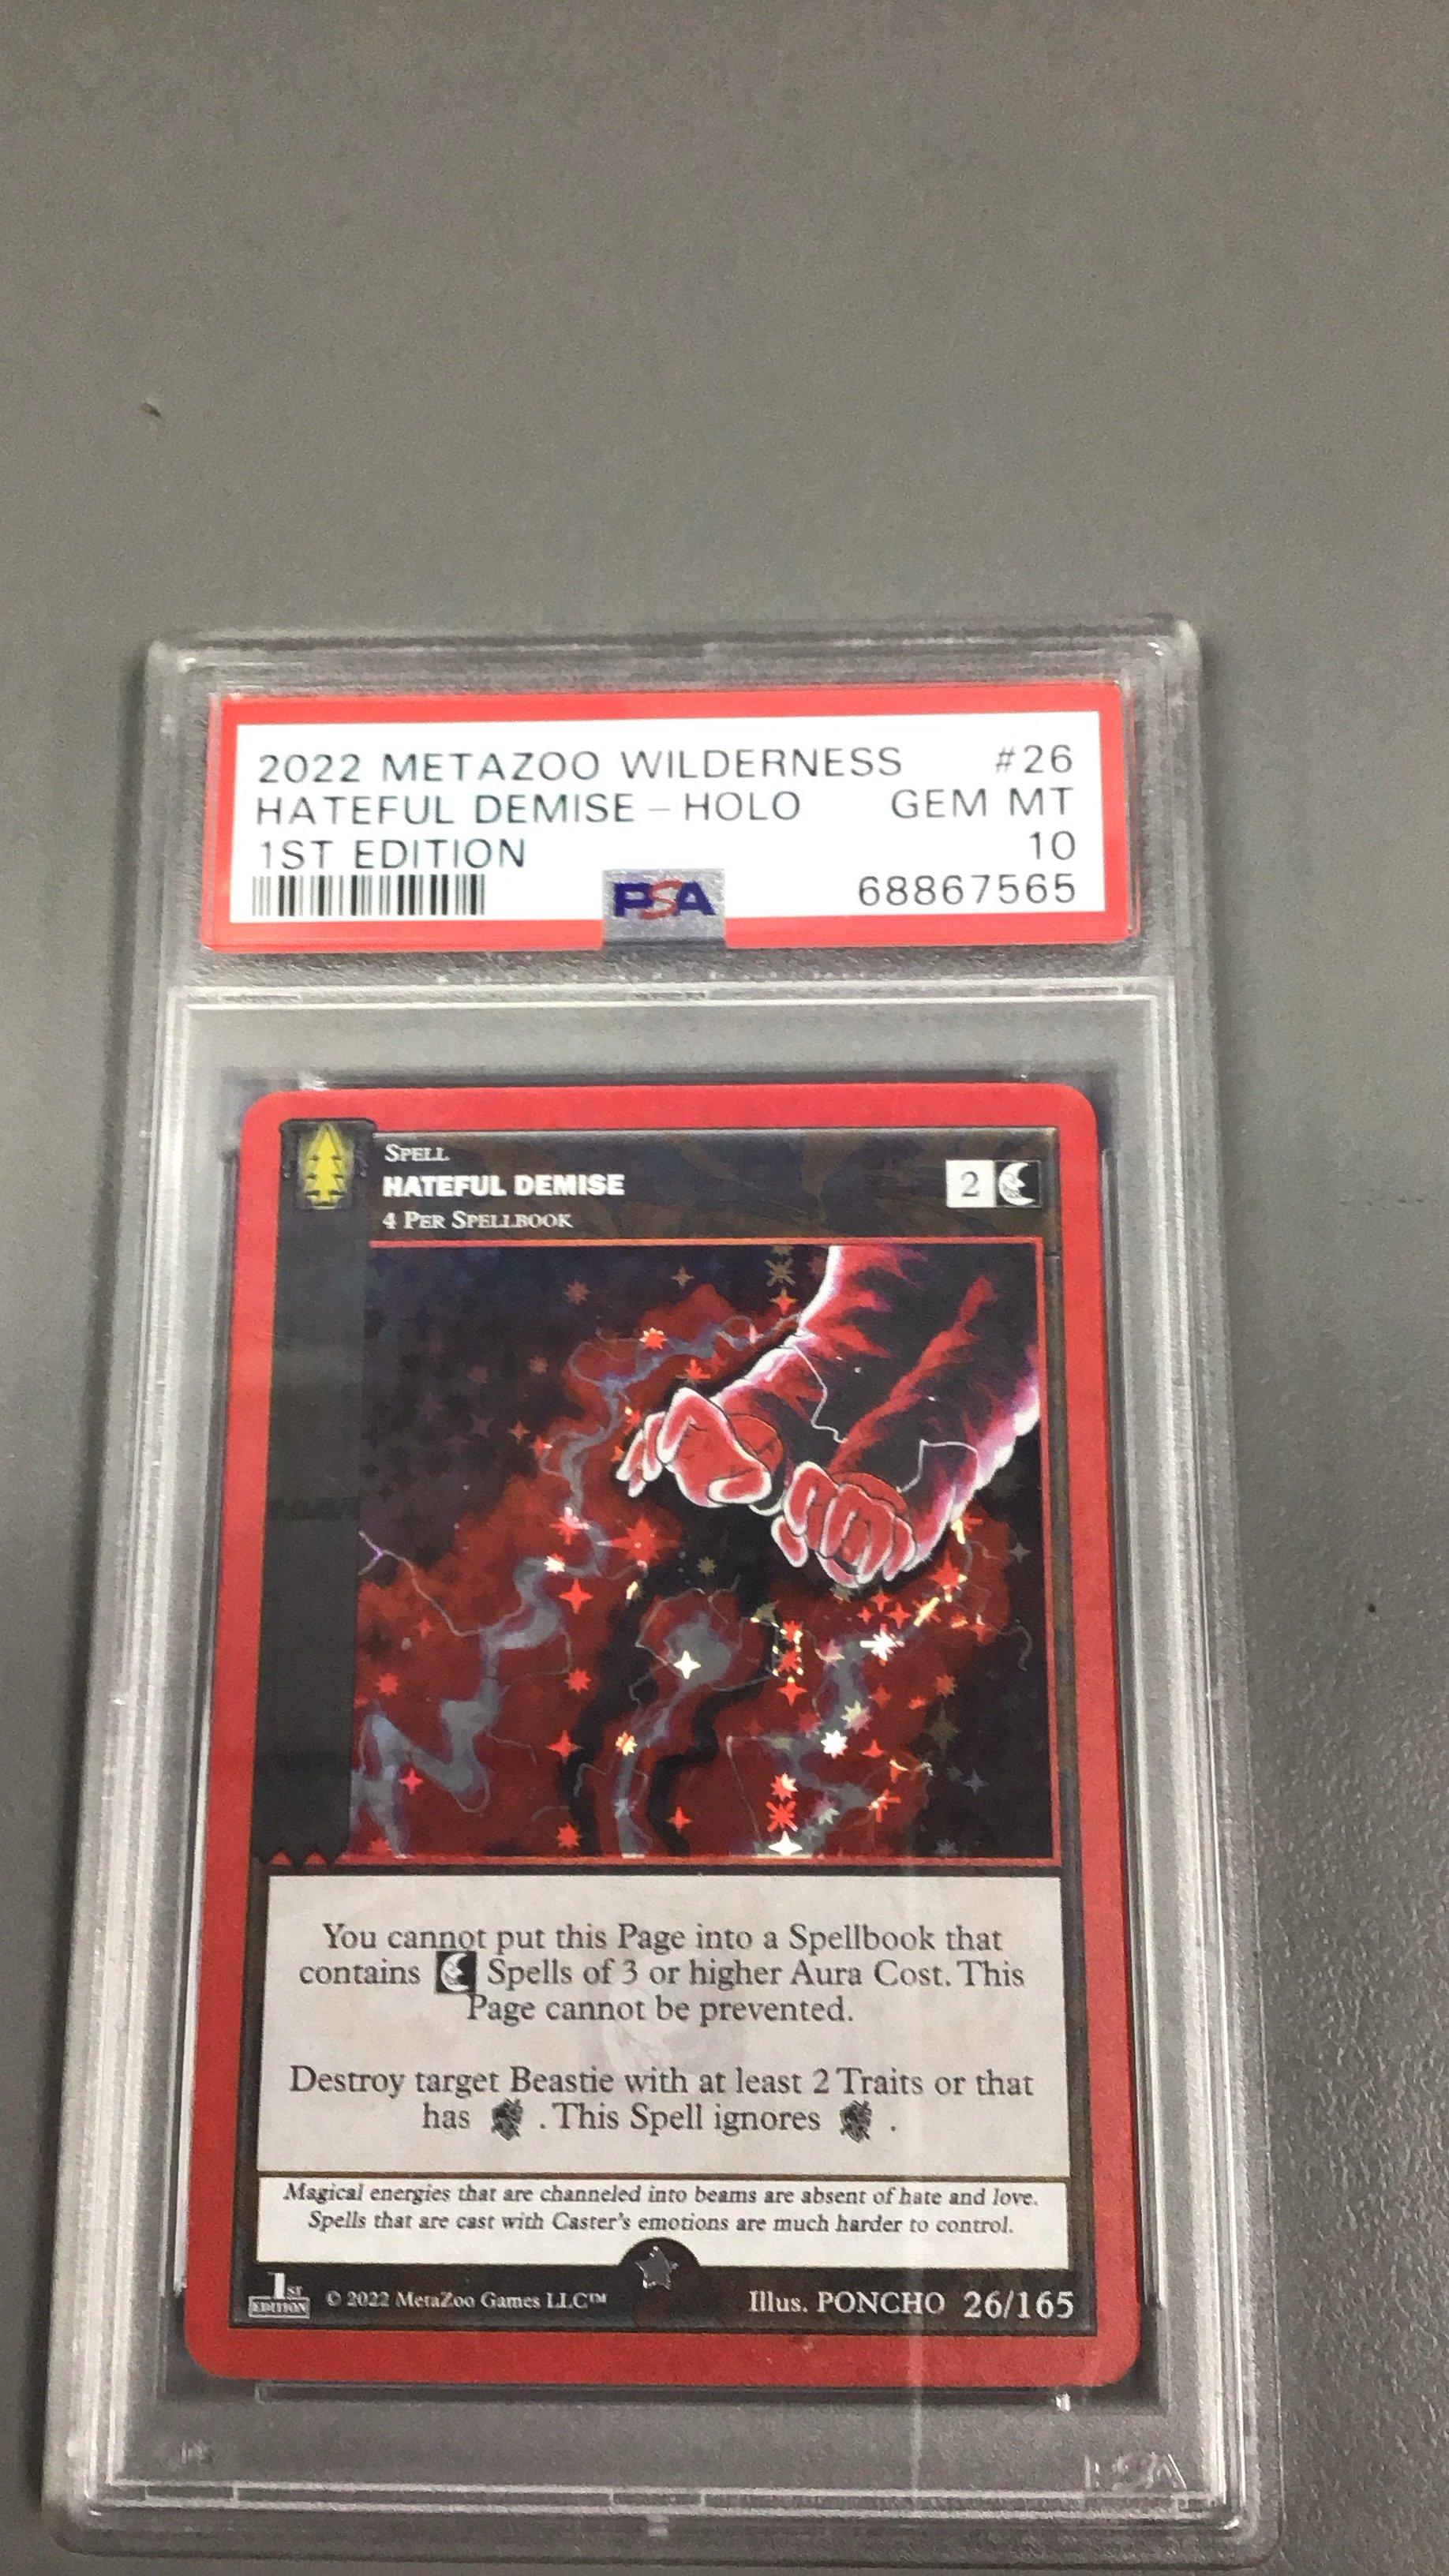 2022 METAZOO WILDERNESS #26
HATEFUL DEMISE - HOLO GEM MT
1ST EDITION 10
PSA 68867565
SPELL
HATEFUL DEMISE 2
4 PER SPELLBOOK
You cannot put this Page into a Spellbook that
contains Spells of 3 or higher Aura Cost. This
Page cannot be prevented.
Destroy target Beastie with at least 2 Traits or that
has . This Spell ignores .
Magical energies that are channeled into beams are absent of hate and love.
Spells that are cast with Caster's emotions are much harder to control.
1ST EDITION © 2022 MetaZoo Games LLC™ Illus. PONCHO 26/165
PSA